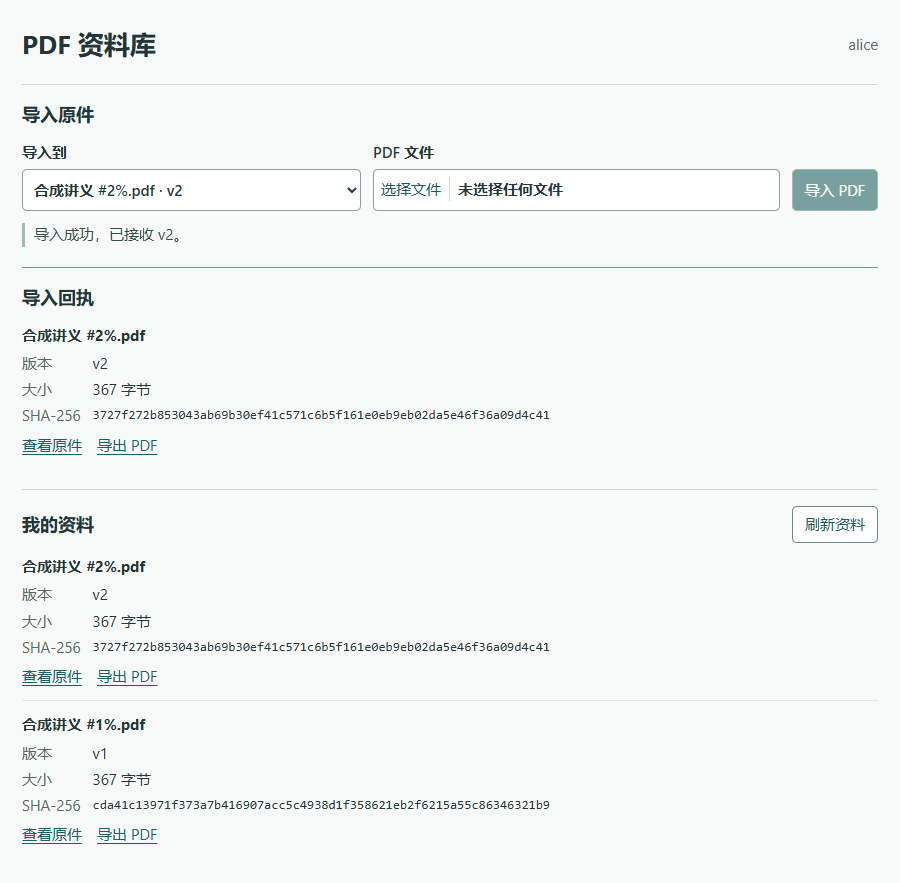 PDF 资料库
alice
导入原件
导入到
PDF 文件
合成讲义 #2%.pdf · v2
选择文件 未选择任何文件
导入 PDF
导入成功，已接收 v2。
导入回执
合成讲义 #2%.pdf
版本 v2
大小 367 字节
SHA-256 3727f272b853043ab69b30ef41c571c6b5f161e0eb9eb02da5e46f36a09d4c41
查看原件 导出 PDF
我的资料
刷新资料
合成讲义 #2%.pdf
版本 v2
大小 367 字节
SHA-256 3727f272b853043ab69b30ef41c571c6b5f161e0eb9eb02da5e46f36a09d4c41
查看原件 导出 PDF
合成讲义 #1%.pdf
版本 v1
大小 367 字节
SHA-256 cda41c13971f373a7b416907acc5c4938d1f358621eb2f6215a55c86346321b9
查看原件 导出 PDF